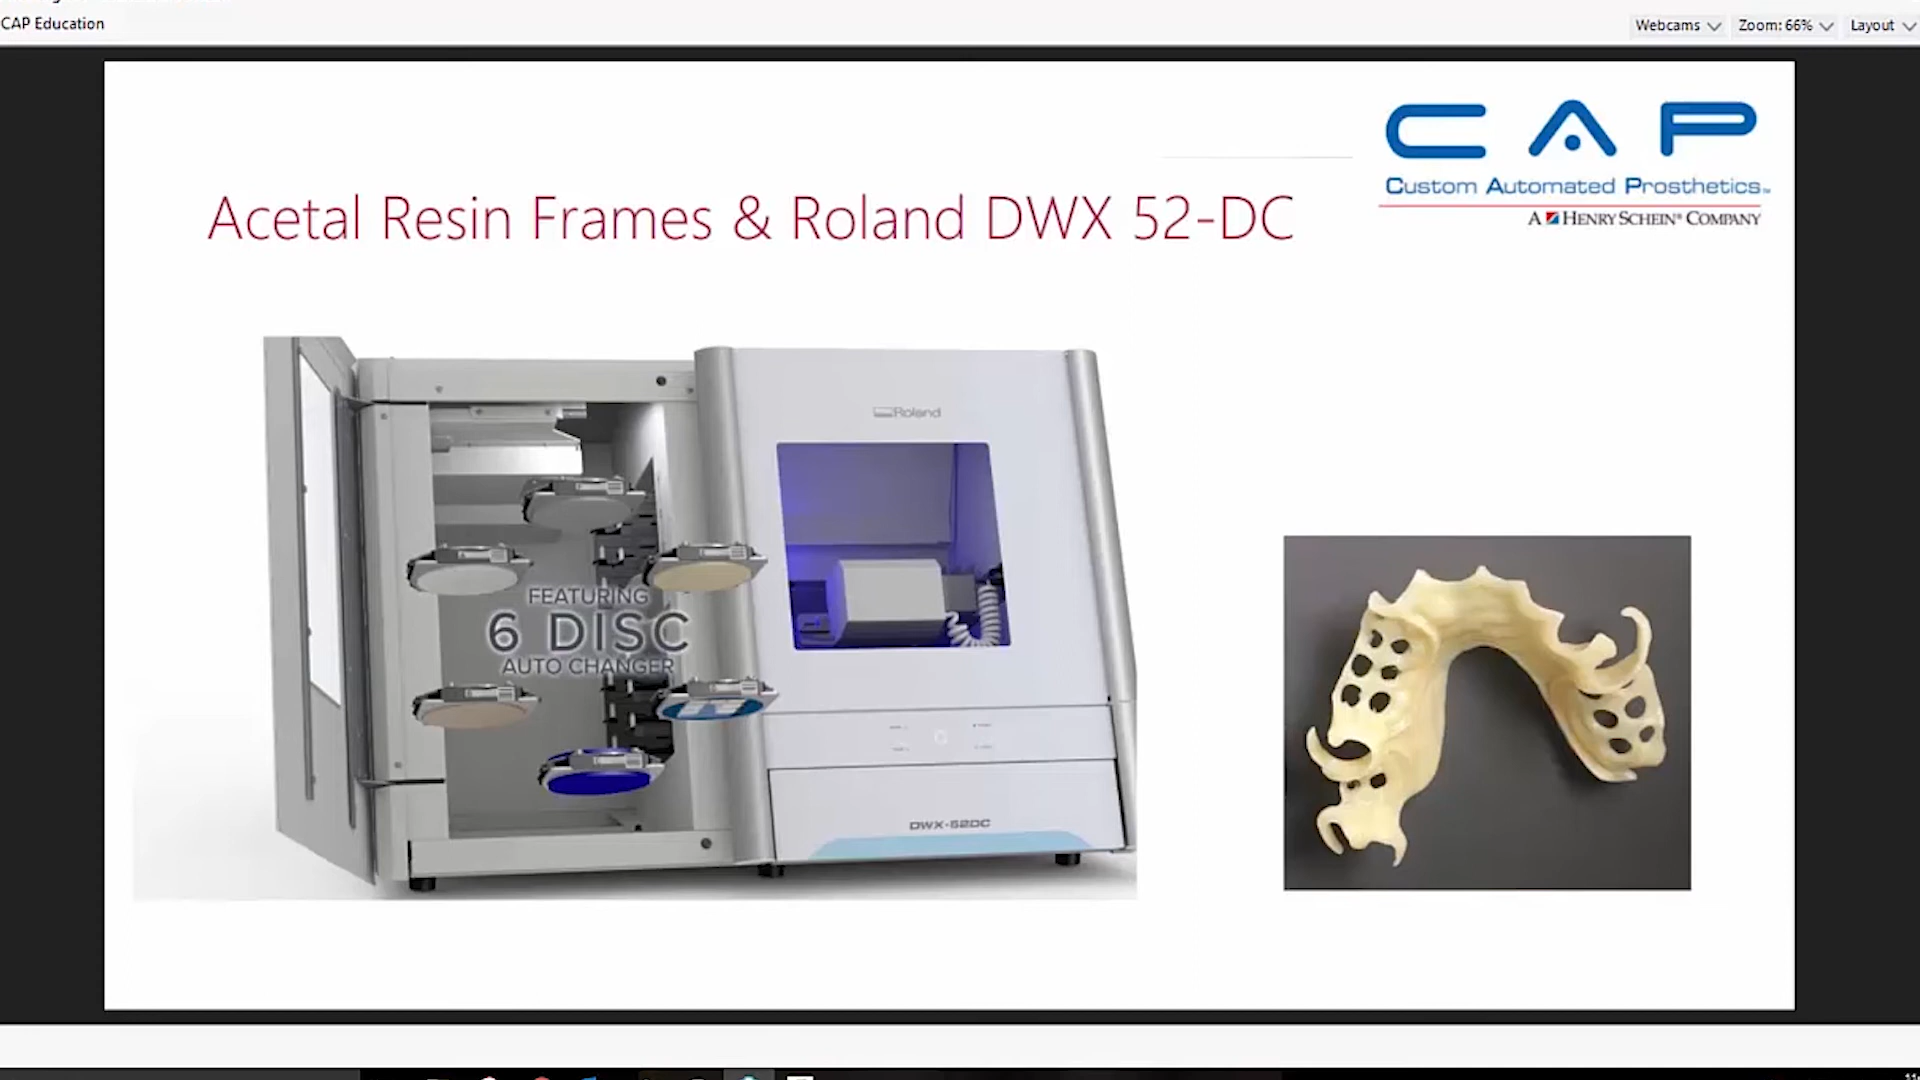 CAP Education
Webcams
Zoom: 66%
Layout
CAP
Custom Automated Prosthetics™
A HENRY SCHEIN® COMPANY
Acetal Resin Frames & Roland DWX 52-DC
Roland
FEATURING
6 DISC
AUTO CHANGER
DWX-52DC